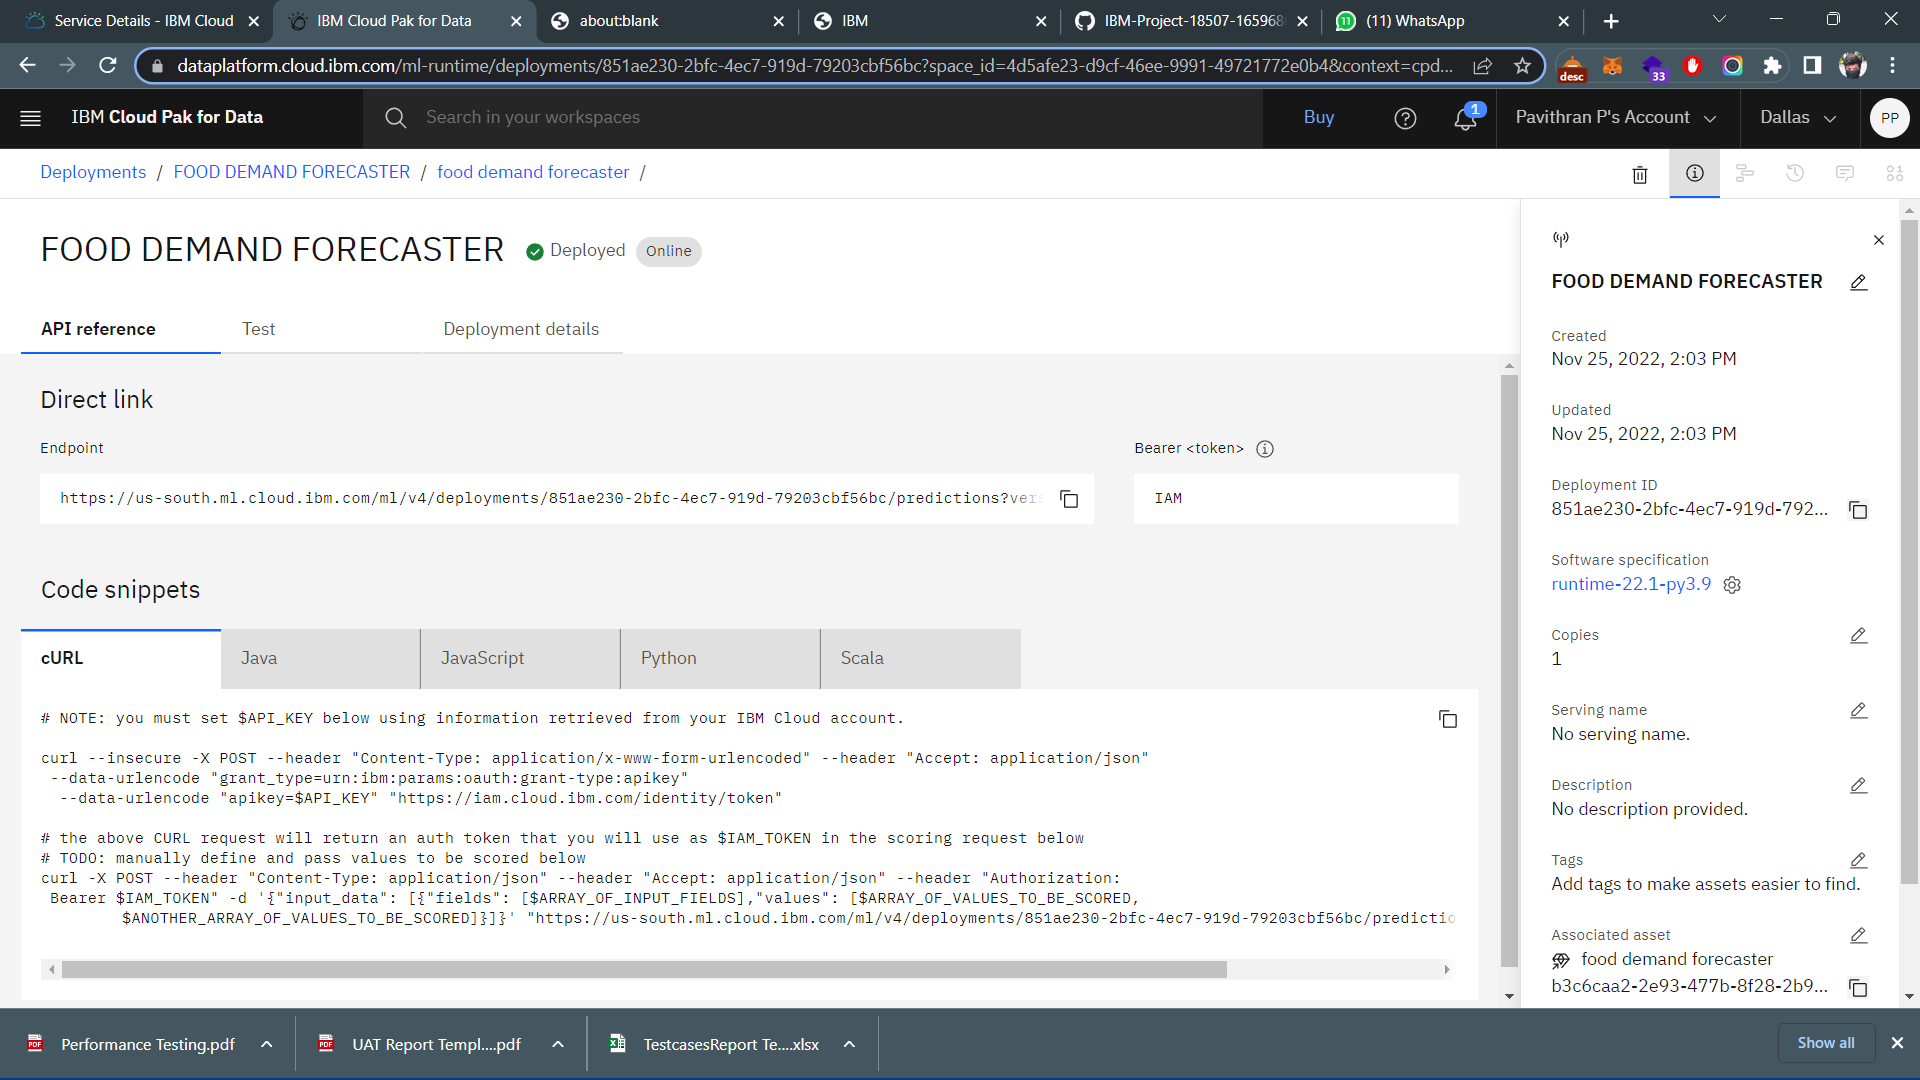 Service Details - IBM Cloud
IBM Cloud Pak for Data
about:blank
IBM
IBM-Project-18507-165968
(11) WhatsApp
dataplatform.cloud.ibm.com/ml-runtime/deployments/851ae230-2bfc-4ec7-919d-79203cbf56bc?space_id=4d5afe23-d9cf-46ee-9991-49721772e0b4&context=cpd...
desc
33
IBM Cloud Pak for Data
Search in your workspaces
Buy
1
Pavithran P's Account
Dallas
PP
Deployments / FOOD DEMAND FORECASTER / food demand forecaster /
FOOD DEMAND FORECASTER
Deployed
Online
API reference
Test
Deployment details
Direct link
Endpoint
https://us-south.ml.cloud.ibm.com/ml/v4/deployments/851ae230-2bfc-4ec7-919d-79203cbf56bc/predictions?vers
Bearer <token>
IAM
Code snippets
cURL
Java
JavaScript
Python
Scala
# NOTE: you must set $API_KEY below using information retrieved from your IBM Cloud account.
curl --insecure -X POST --header "Content-Type: application/x-www-form-urlencoded" --header "Accept: application/json"
--data-urlencode "grant_type=urn:ibm:params:oauth:grant-type:apikey"
--data-urlencode "apikey=$API_KEY" "https://iam.cloud.ibm.com/identity/token"
# the above CURL request will return an auth token that you will use as $IAM_TOKEN in the scoring request below
# TODO: manually define and pass values to be scored below
curl -X POST --header "Content-Type: application/json" --header "Accept: application/json" --header "Authorization:
Bearer $IAM_TOKEN" -d '{"input_data": [{"fields": [$ARRAY_OF_INPUT_FIELDS],"values": [$ARRAY_OF_VALUES_TO_BE_SCORED,
$ANOTHER_ARRAY_OF_VALUES_TO_BE_SCORED]}]}' "https://us-south.ml.cloud.ibm.com/ml/v4/deployments/851ae230-2bfc-4ec7-919d-79203cbf56bc/predictio
FOOD DEMAND FORECASTER
Created
Nov 25, 2022, 2:03 PM
Updated
Nov 25, 2022, 2:03 PM
Deployment ID
851ae230-2bfc-4ec7-919d-792...
Software specification
runtime-22.1-py3.9
Copies
1
Serving name
No serving name.
Description
No description provided.
Tags
Add tags to make assets easier to find.
Associated asset
food demand forecaster
b3c6caa2-2e93-477b-8f28-2b9...
Performance Testing.pdf
UAT Report Templ....pdf
TestcasesReport Te....xlsx
Show all